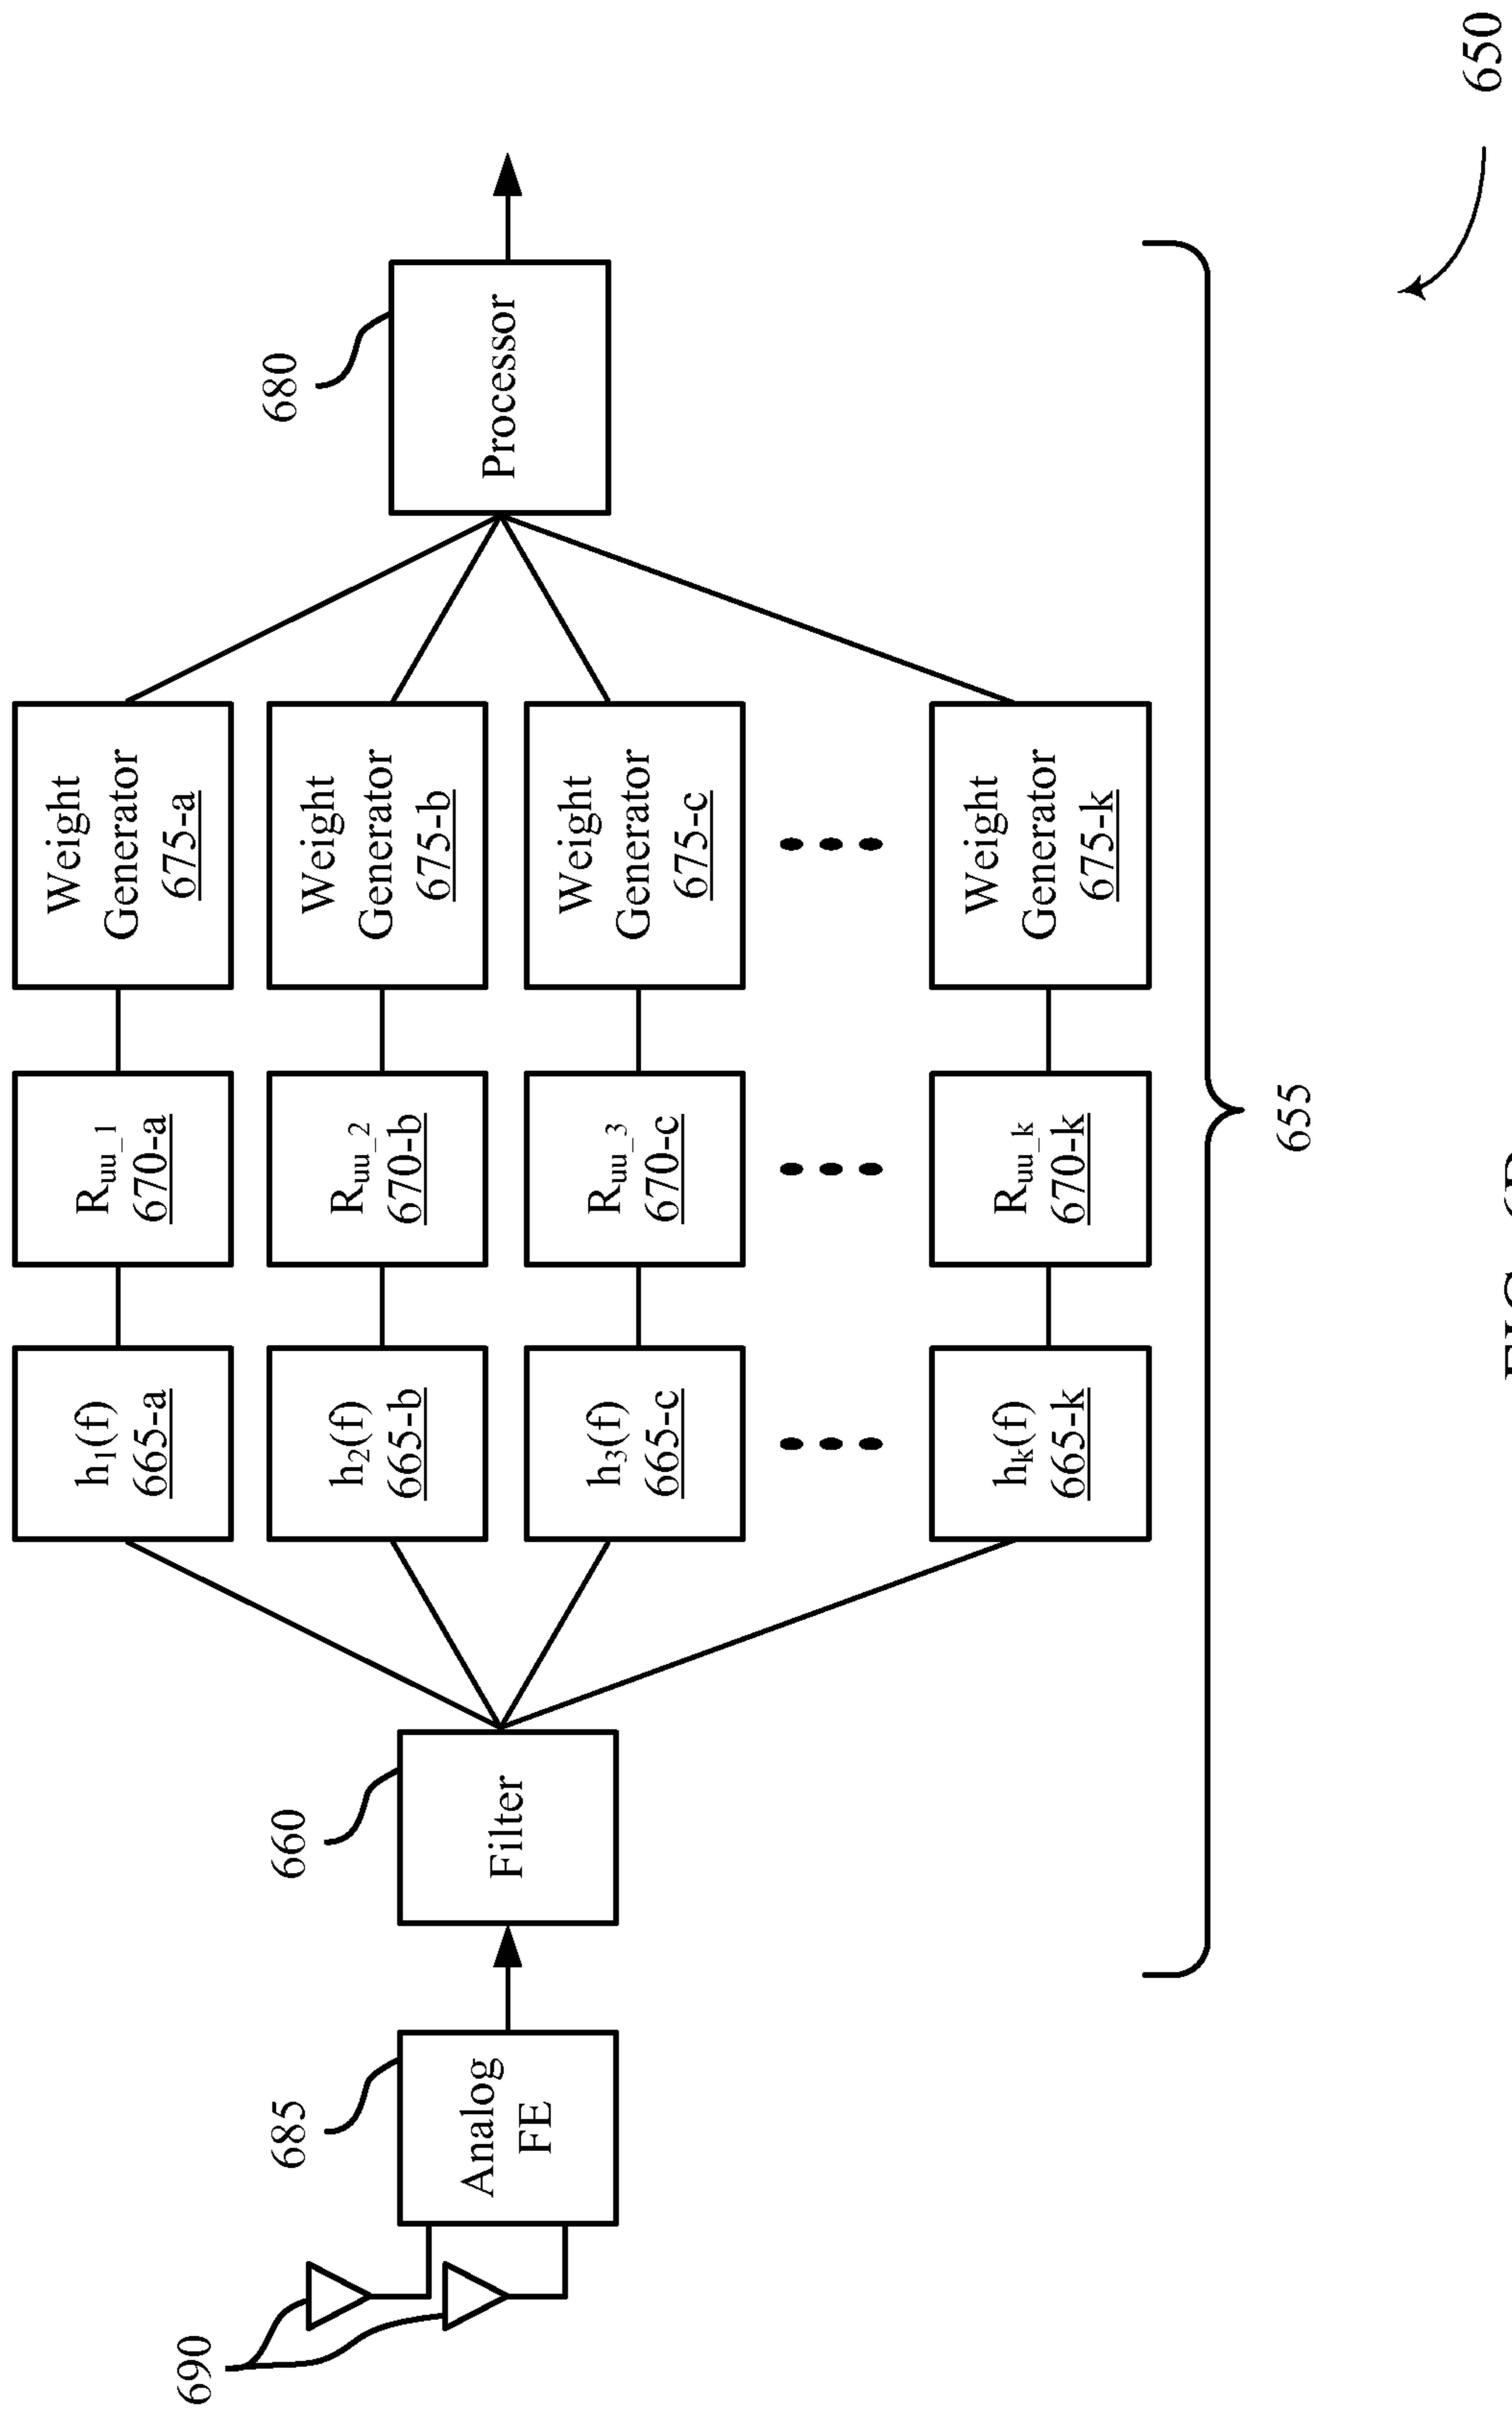 690
685
Analog
FE
660
Filter
h₁(f)
665-a
h₂(f)
665-b
h₃(f)
665-c
hₖ(f)
665-k
Rᵤᵤ_₁
670-a
Rᵤᵤ_₂
670-b
Rᵤᵤ_₃
670-c
Rᵤᵤ_ₖ
670-k
Weight
Generator
675-a
Weight
Generator
675-b
Weight
Generator
675-c
Weight
Generator
675-k
680
Processor
655
650